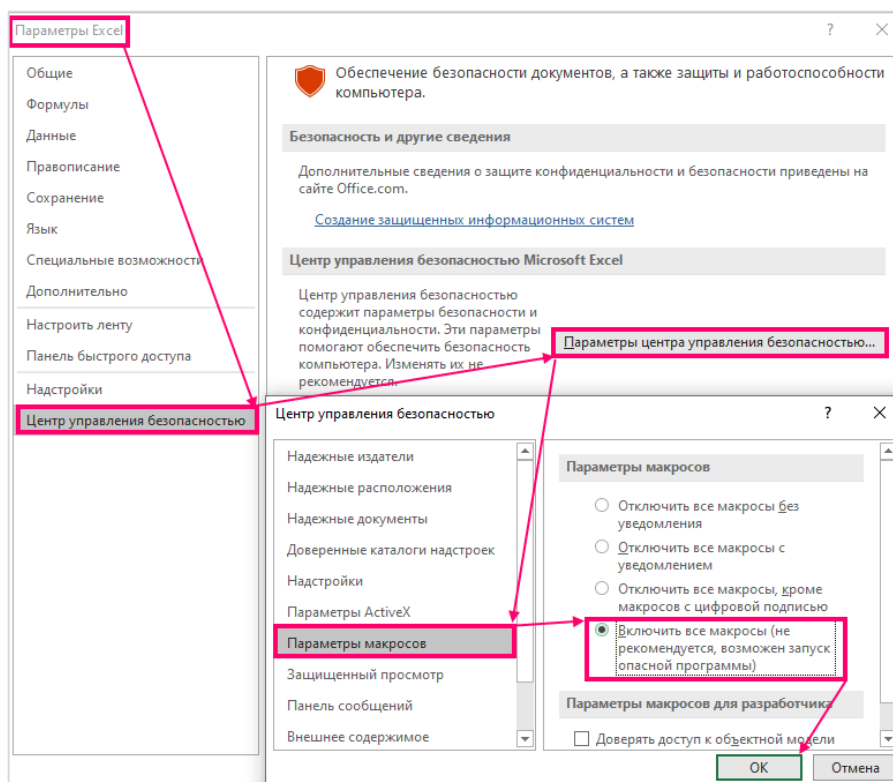 Параметры Excel
?
Общие
Формулы
Данные
Правописание
Сохранение
Язык
Специальные возможности
Дополнительно
Настроить ленту
Панель быстрого доступа
Надстройки
Центр управления безопасностью
Обеспечение безопасности документов, а также защиты и работоспособности
компьютера.
Безопасность и другие сведения
Дополнительные сведения о защите конфиденциальности и безопасности приведены на
сайте Office.com.
Создание защищенных информационных систем
Центр управления безопасностью Microsoft Excel
Центр управления безопасностью
содержит параметры безопасности и
конфиденциальности. Эти параметры
помогают обеспечить безопасность
компьютера. Изменять их не
рекомендуется.
Параметры центра управления безопасностью...
Центр управления безопасностью
?
Надежные издатели
Надежные расположения
Надежные документы
Доверенные каталоги надстроек
Надстройки
Параметры ActiveX
Параметры макросов
Защищенный просмотр
Панель сообщений
Внешнее содержимое
Параметры макросов
Отключить все макросы без
уведомления
Отключить все макросы с
уведомлением
Отключить все макросы, кроме
макросов с цифровой подписью
Включить все макросы (не
рекомендуется, возможен запуск
опасной программы)
Параметры макросов для разработчика
Доверять доступ к объектной модели
ОК
Отмена